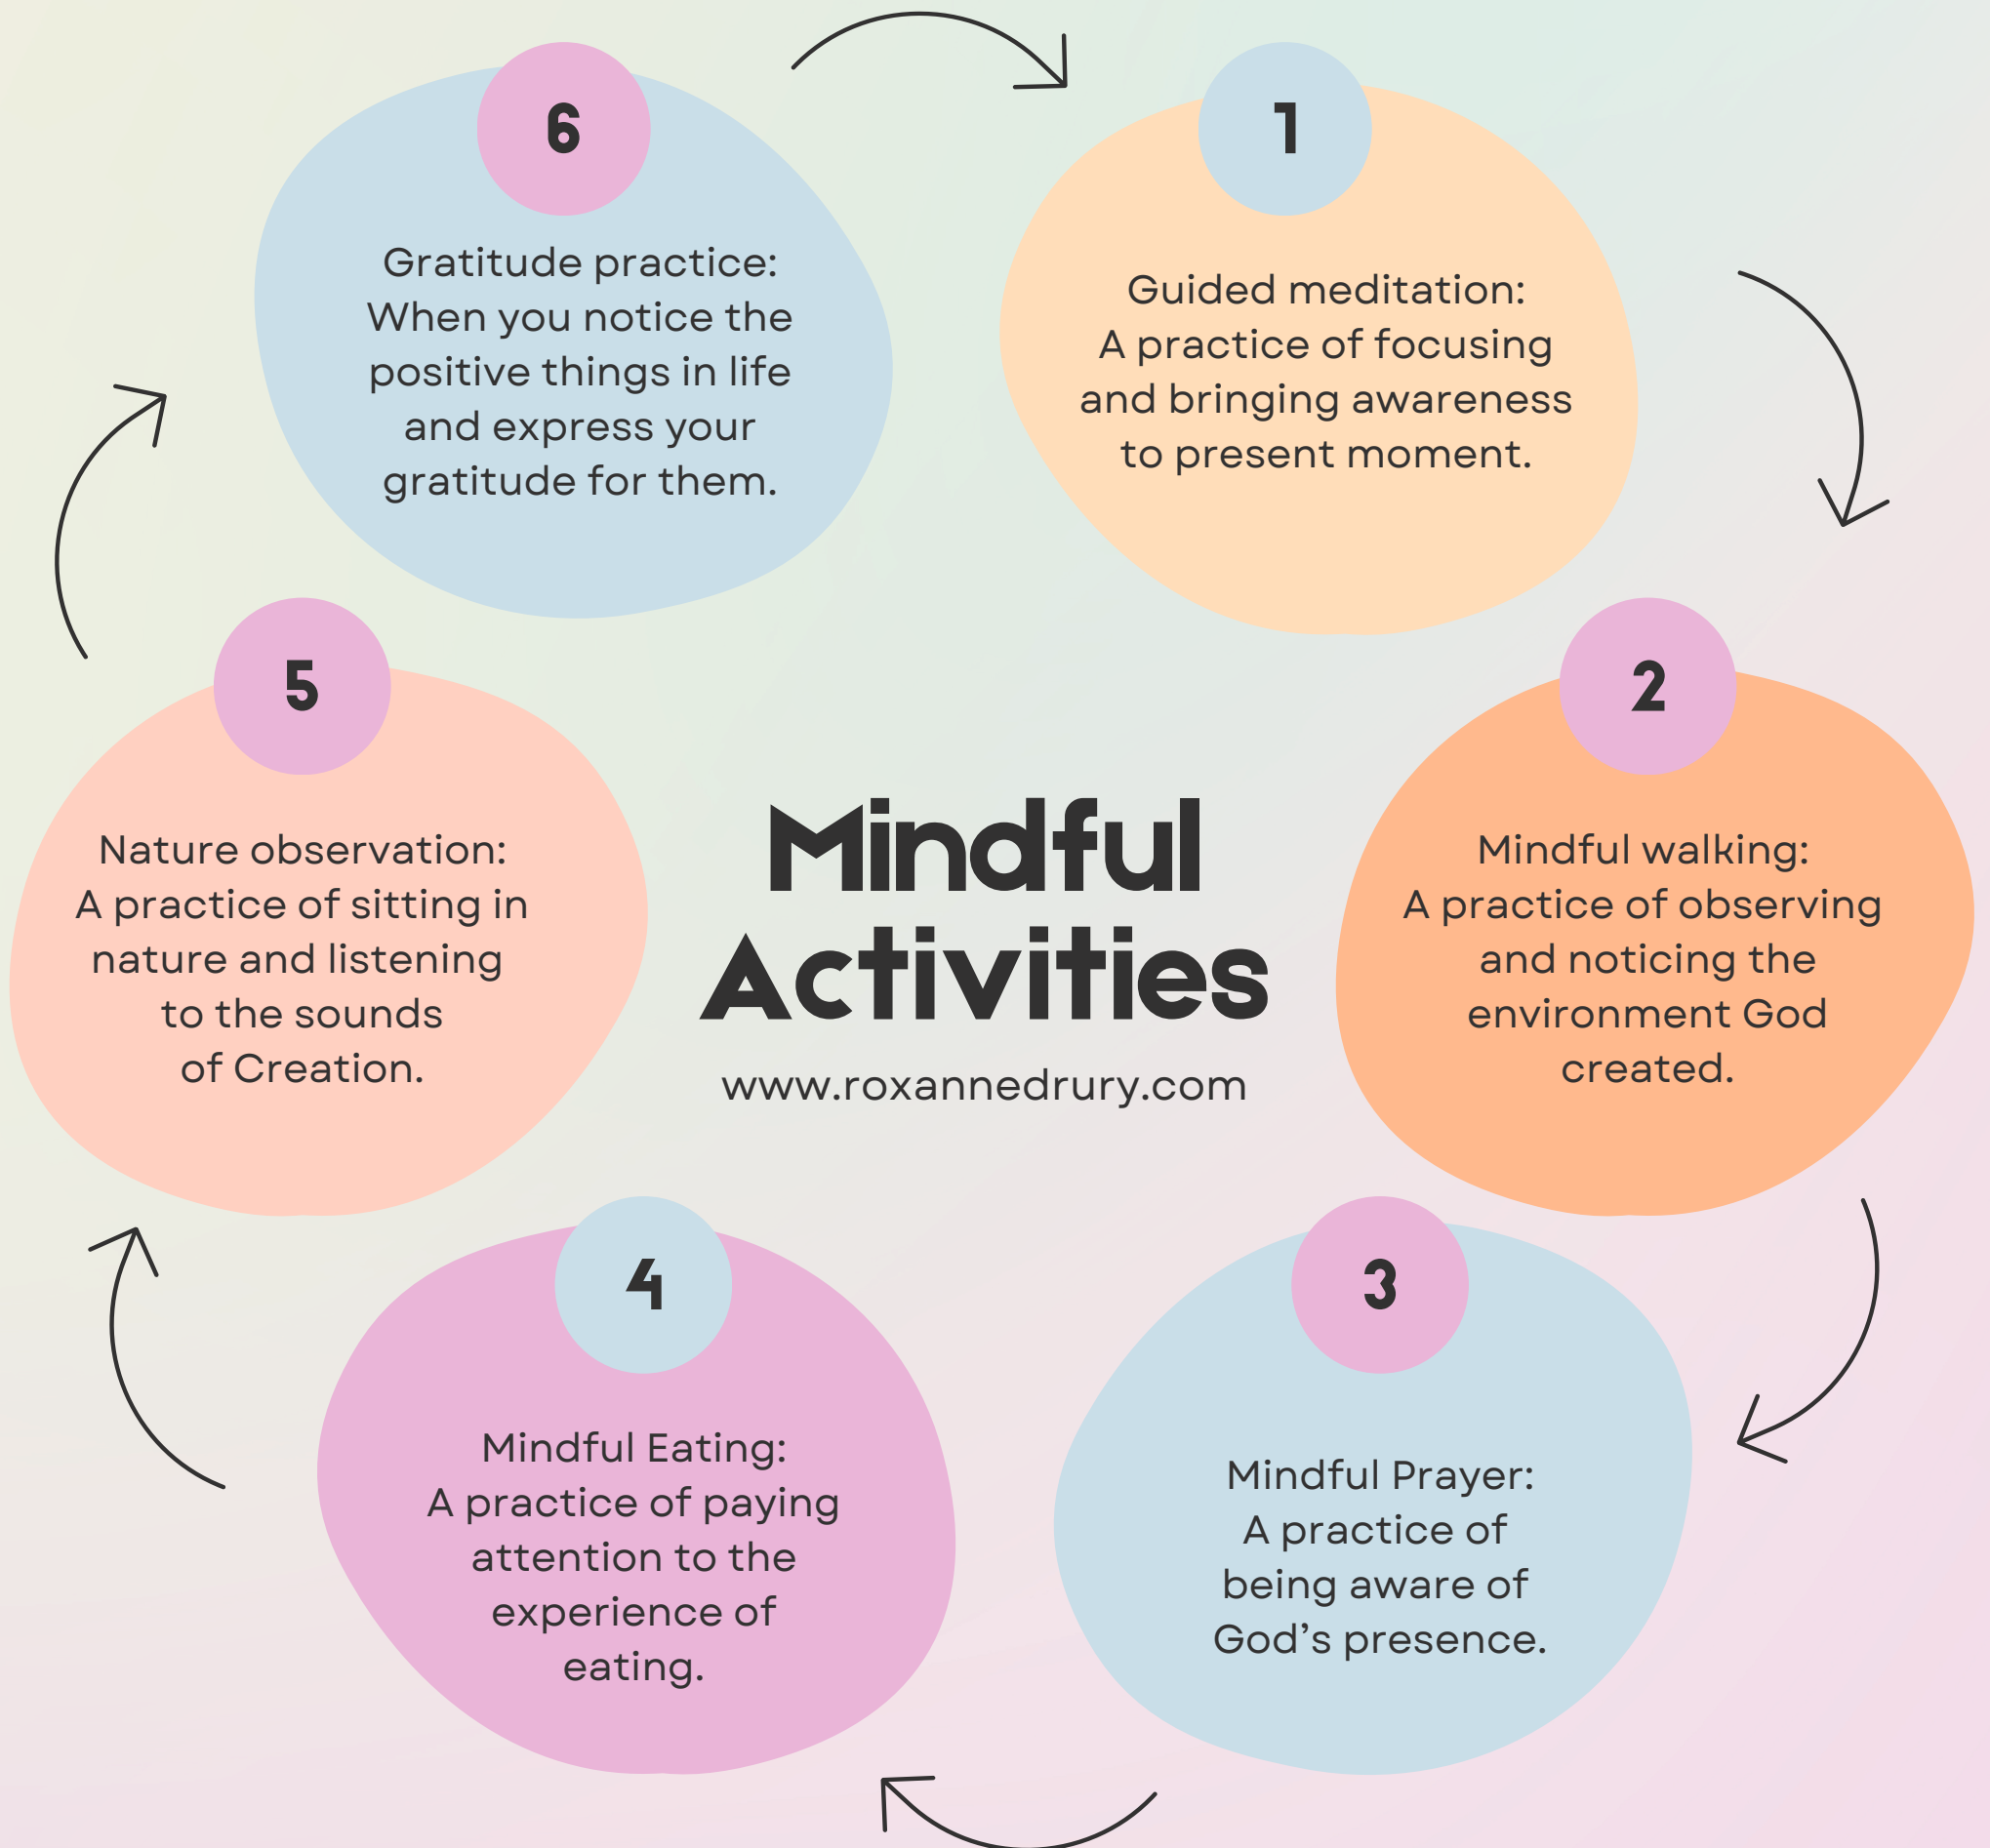 Mindful
Activities
www.roxannedrury.com
1
Guided meditation:
A practice of focusing
and bringing awareness
to present moment.
2
Mindful walking:
A practice of observing
and noticing the
environment God
created.
3
Mindful Prayer:
A practice of
being aware of
God’s presence.
4
Mindful Eating:
A practice of paying
attention to the
experience of
eating.
5
Nature observation:
A practice of sitting in
nature and listening
to the sounds
of Creation.
6
Gratitude practice:
When you notice the
positive things in life
and express your
gratitude for them.